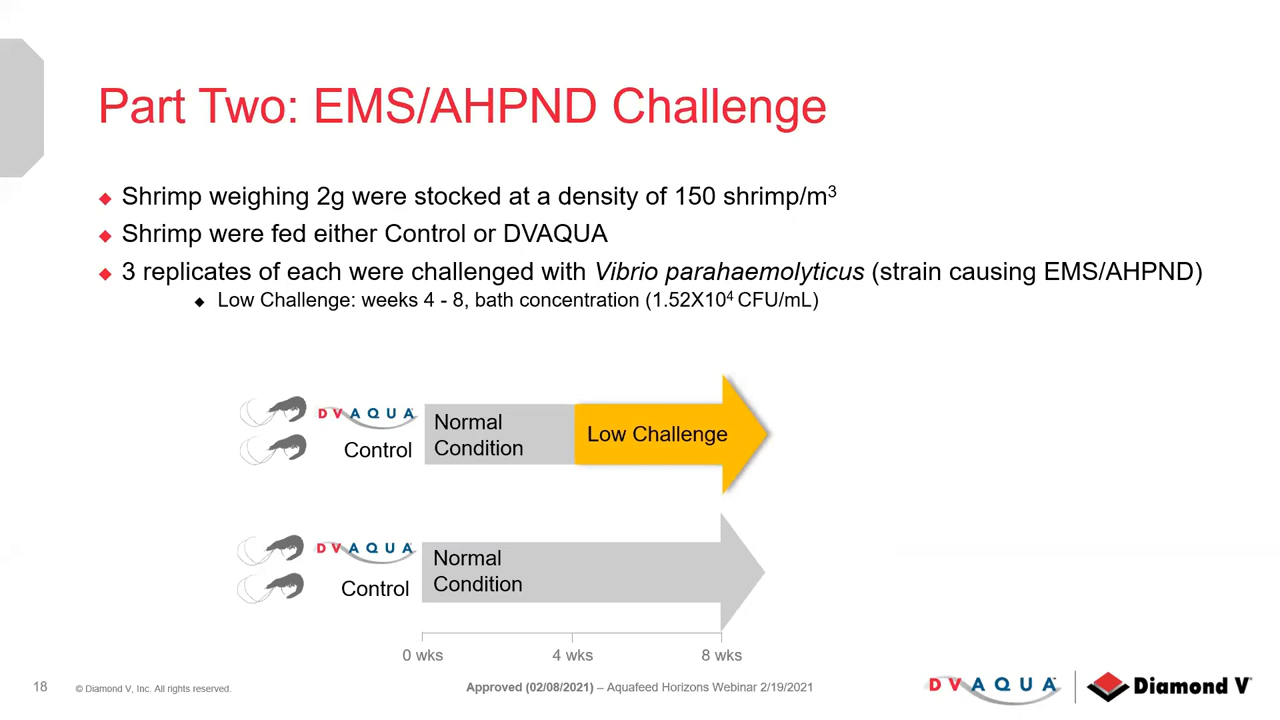 Part Two: EMS/AHPND Challenge
◆ Shrimp weighing 2g were stocked at a density of 150 shrimp/m³
◆ Shrimp were fed either Control or DVAQUA
◆ 3 replicates of each were challenged with Vibrio parahaemolyticus (strain causing EMS/AHPND)
◆ Low Challenge: weeks 4 - 8, bath concentration (1.52X10⁴ CFU/mL)
DVAQUA
Control
Normal
Condition
Low Challenge
DVAQUA
Control
Normal
Condition
0 wks
4 wks
8 wks
18
© Diamond V, Inc. All rights reserved.
Approved (02/08/2021) – Aquafeed Horizons Webinar 2/19/2021
DVAQUA
Diamond V